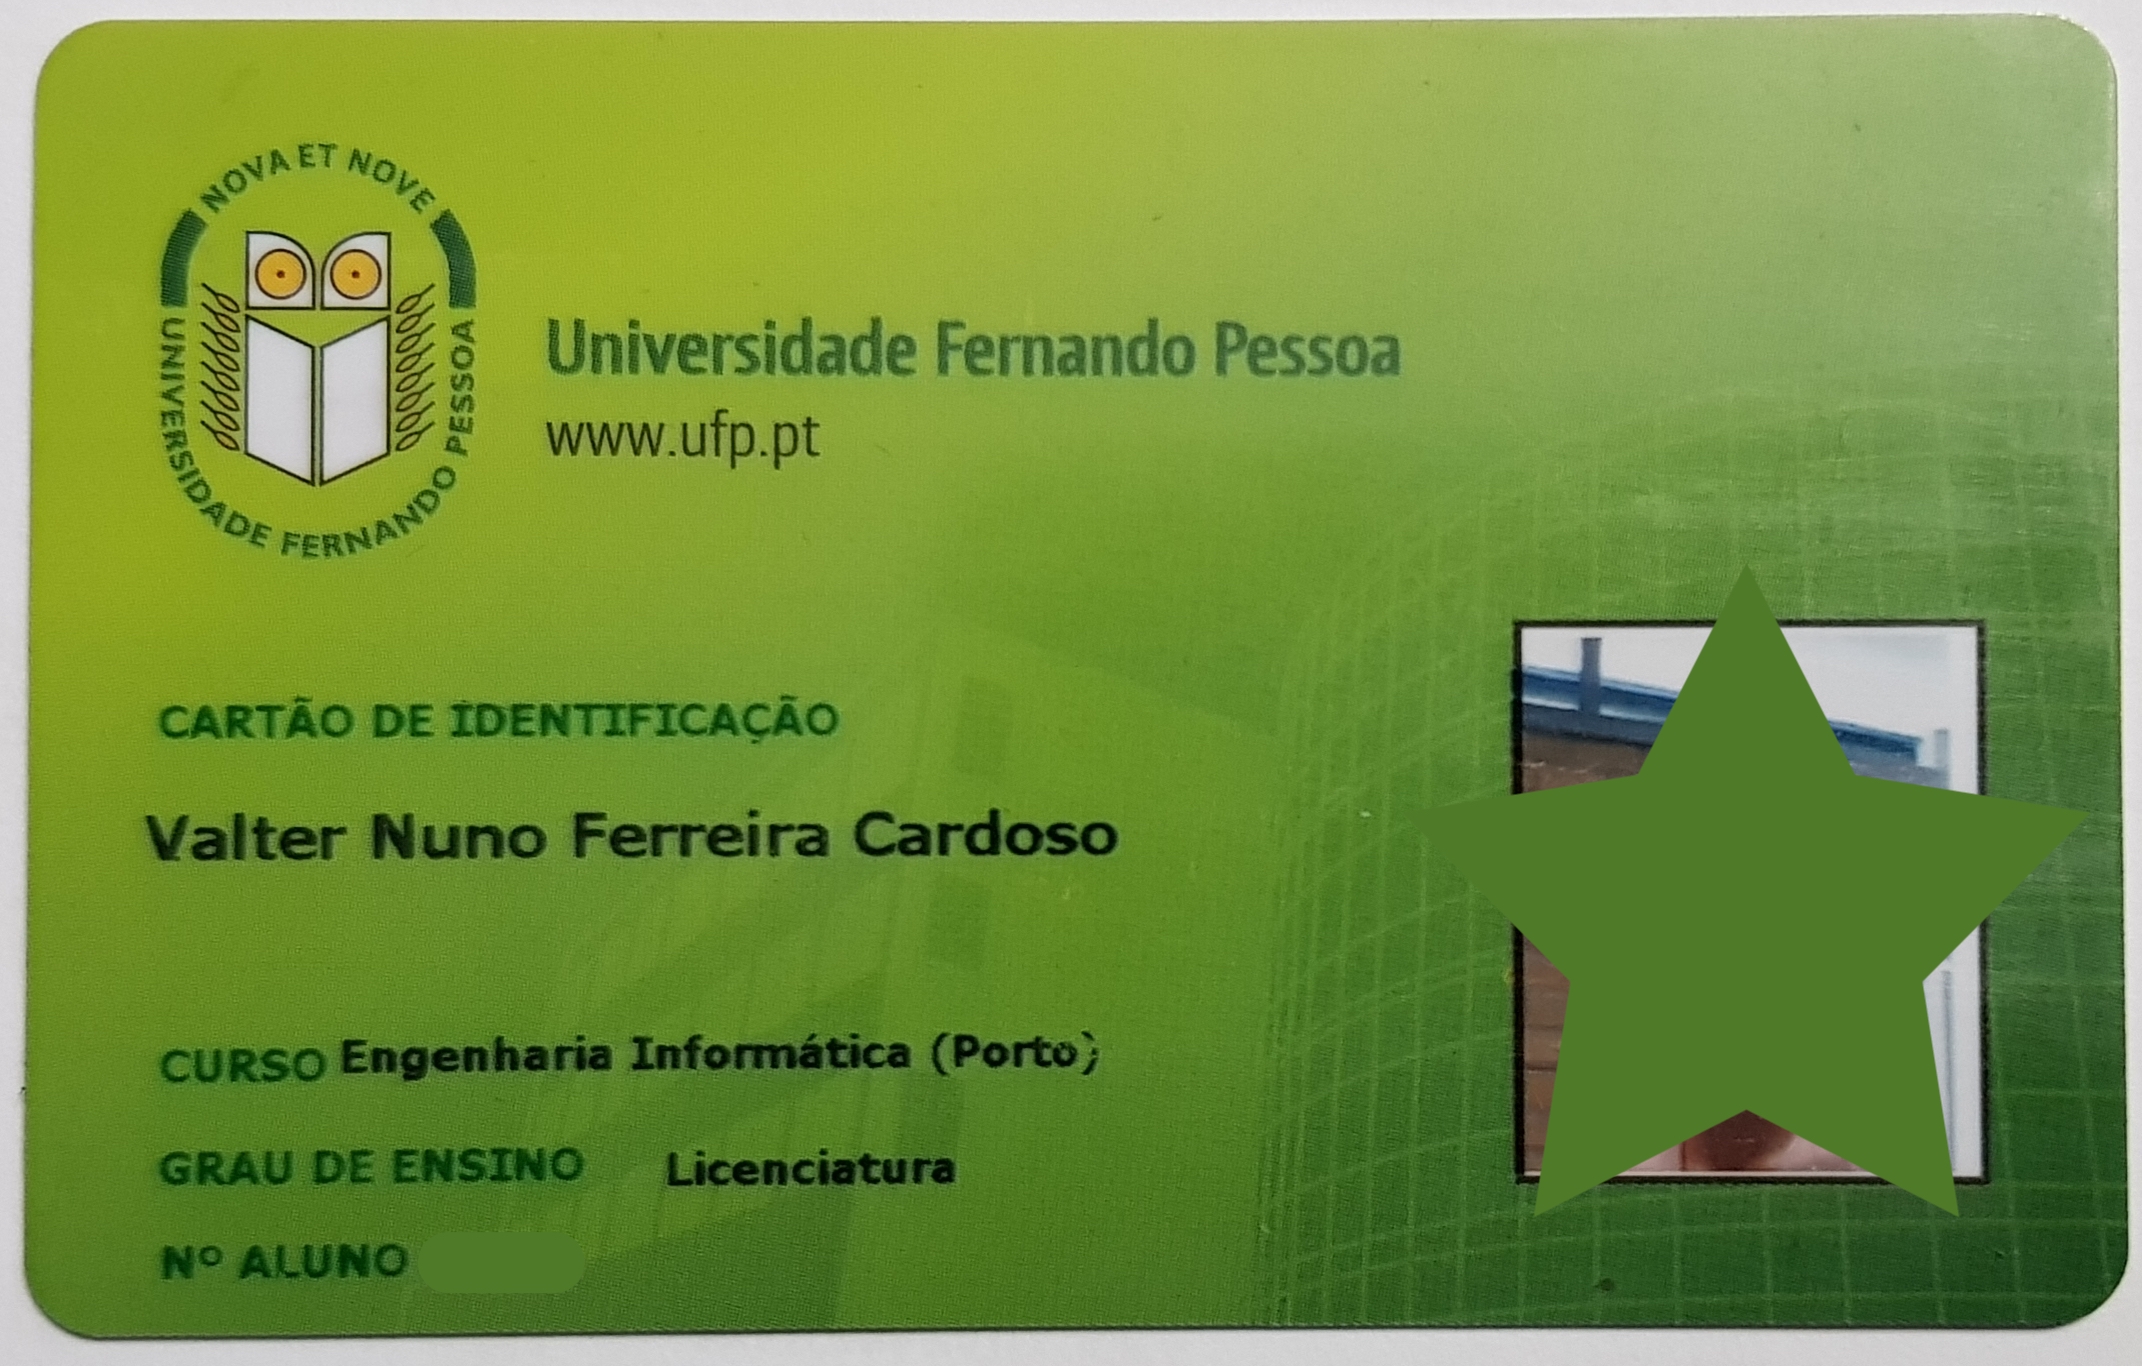 NOVA ET NOVE
UNIVERSIDADE FERNANDO PESSOA
Universidade Fernando Pessoa
www.ufp.pt
CARTÃO DE IDENTIFICAÇÃO
Valter Nuno Ferreira Cardoso
CURSO Engenharia Informática (Porto)
GRAU DE ENSINO Licenciatura
Nº ALUNO